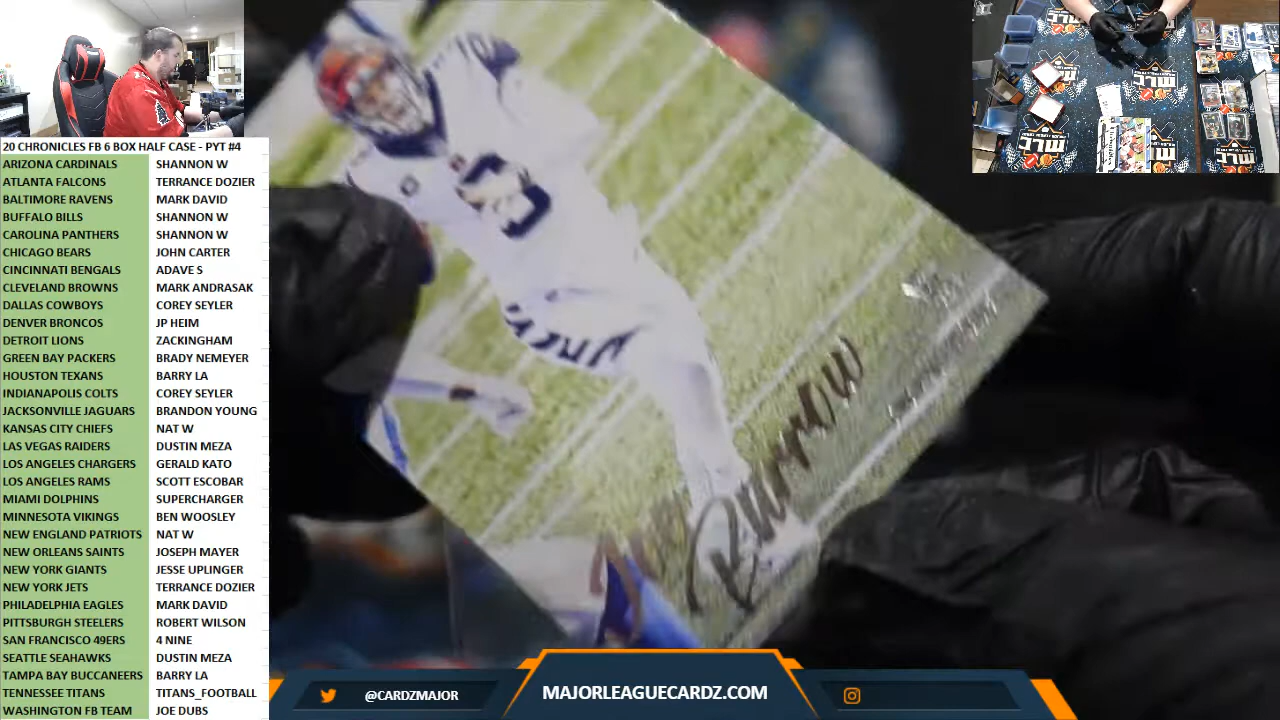 20 CHRONICLES FB 6 BOX HALF CASE - PYT #4
ARIZONA CARDINALS SHANNON W
ATLANTA FALCONS TERRANCE DOZIER
BALTIMORE RAVENS MARK DAVID
BUFFALO BILLS SHANNON W
CAROLINA PANTHERS SHANNON W
CHICAGO BEARS JOHN CARTER
CINCINNATI BENGALS ADAVE S
CLEVELAND BROWNS MARK ANDRASAK
DALLAS COWBOYS COREY SEYLER
DENVER BRONCOS JP HEIM
DETROIT LIONS ZACKINGHAM
GREEN BAY PACKERS BRADY NEMEYER
HOUSTON TEXANS BARRY LA
INDIANAPOLIS COLTS COREY SEYLER
JACKSONVILLE JAGUARS BRANDON YOUNG
KANSAS CITY CHIEFS NAT W
LAS VEGAS RAIDERS DUSTIN MEZA
LOS ANGELES CHARGERS GERALD KATO
LOS ANGELES RAMS SCOTT ESCOBAR
MIAMI DOLPHINS SUPERCHARGER
MINNESOTA VIKINGS BEN WOOSLEY
NEW ENGLAND PATRIOTS NAT W
NEW ORLEANS SAINTS JOSEPH MAYER
NEW YORK GIANTS JESSE UPLINGER
NEW YORK JETS TERRANCE DOZIER
PHILADELPHIA EAGLES MARK DAVID
PITTSBURGH STEELERS ROBERT WILSON
SAN FRANCISCO 49ERS 4 NINE
SEATTLE SEAHAWKS DUSTIN MEZA
TAMPA BAY BUCCANEERS BARRY LA
TENNESSEE TITANS TITANS_FOOTBALL
WASHINGTON FB TEAM JOE DUBS
Burrow
MLC
MLC
MLC
@CARDZMAJOR
MAJORLEAGUECARDZ.COM